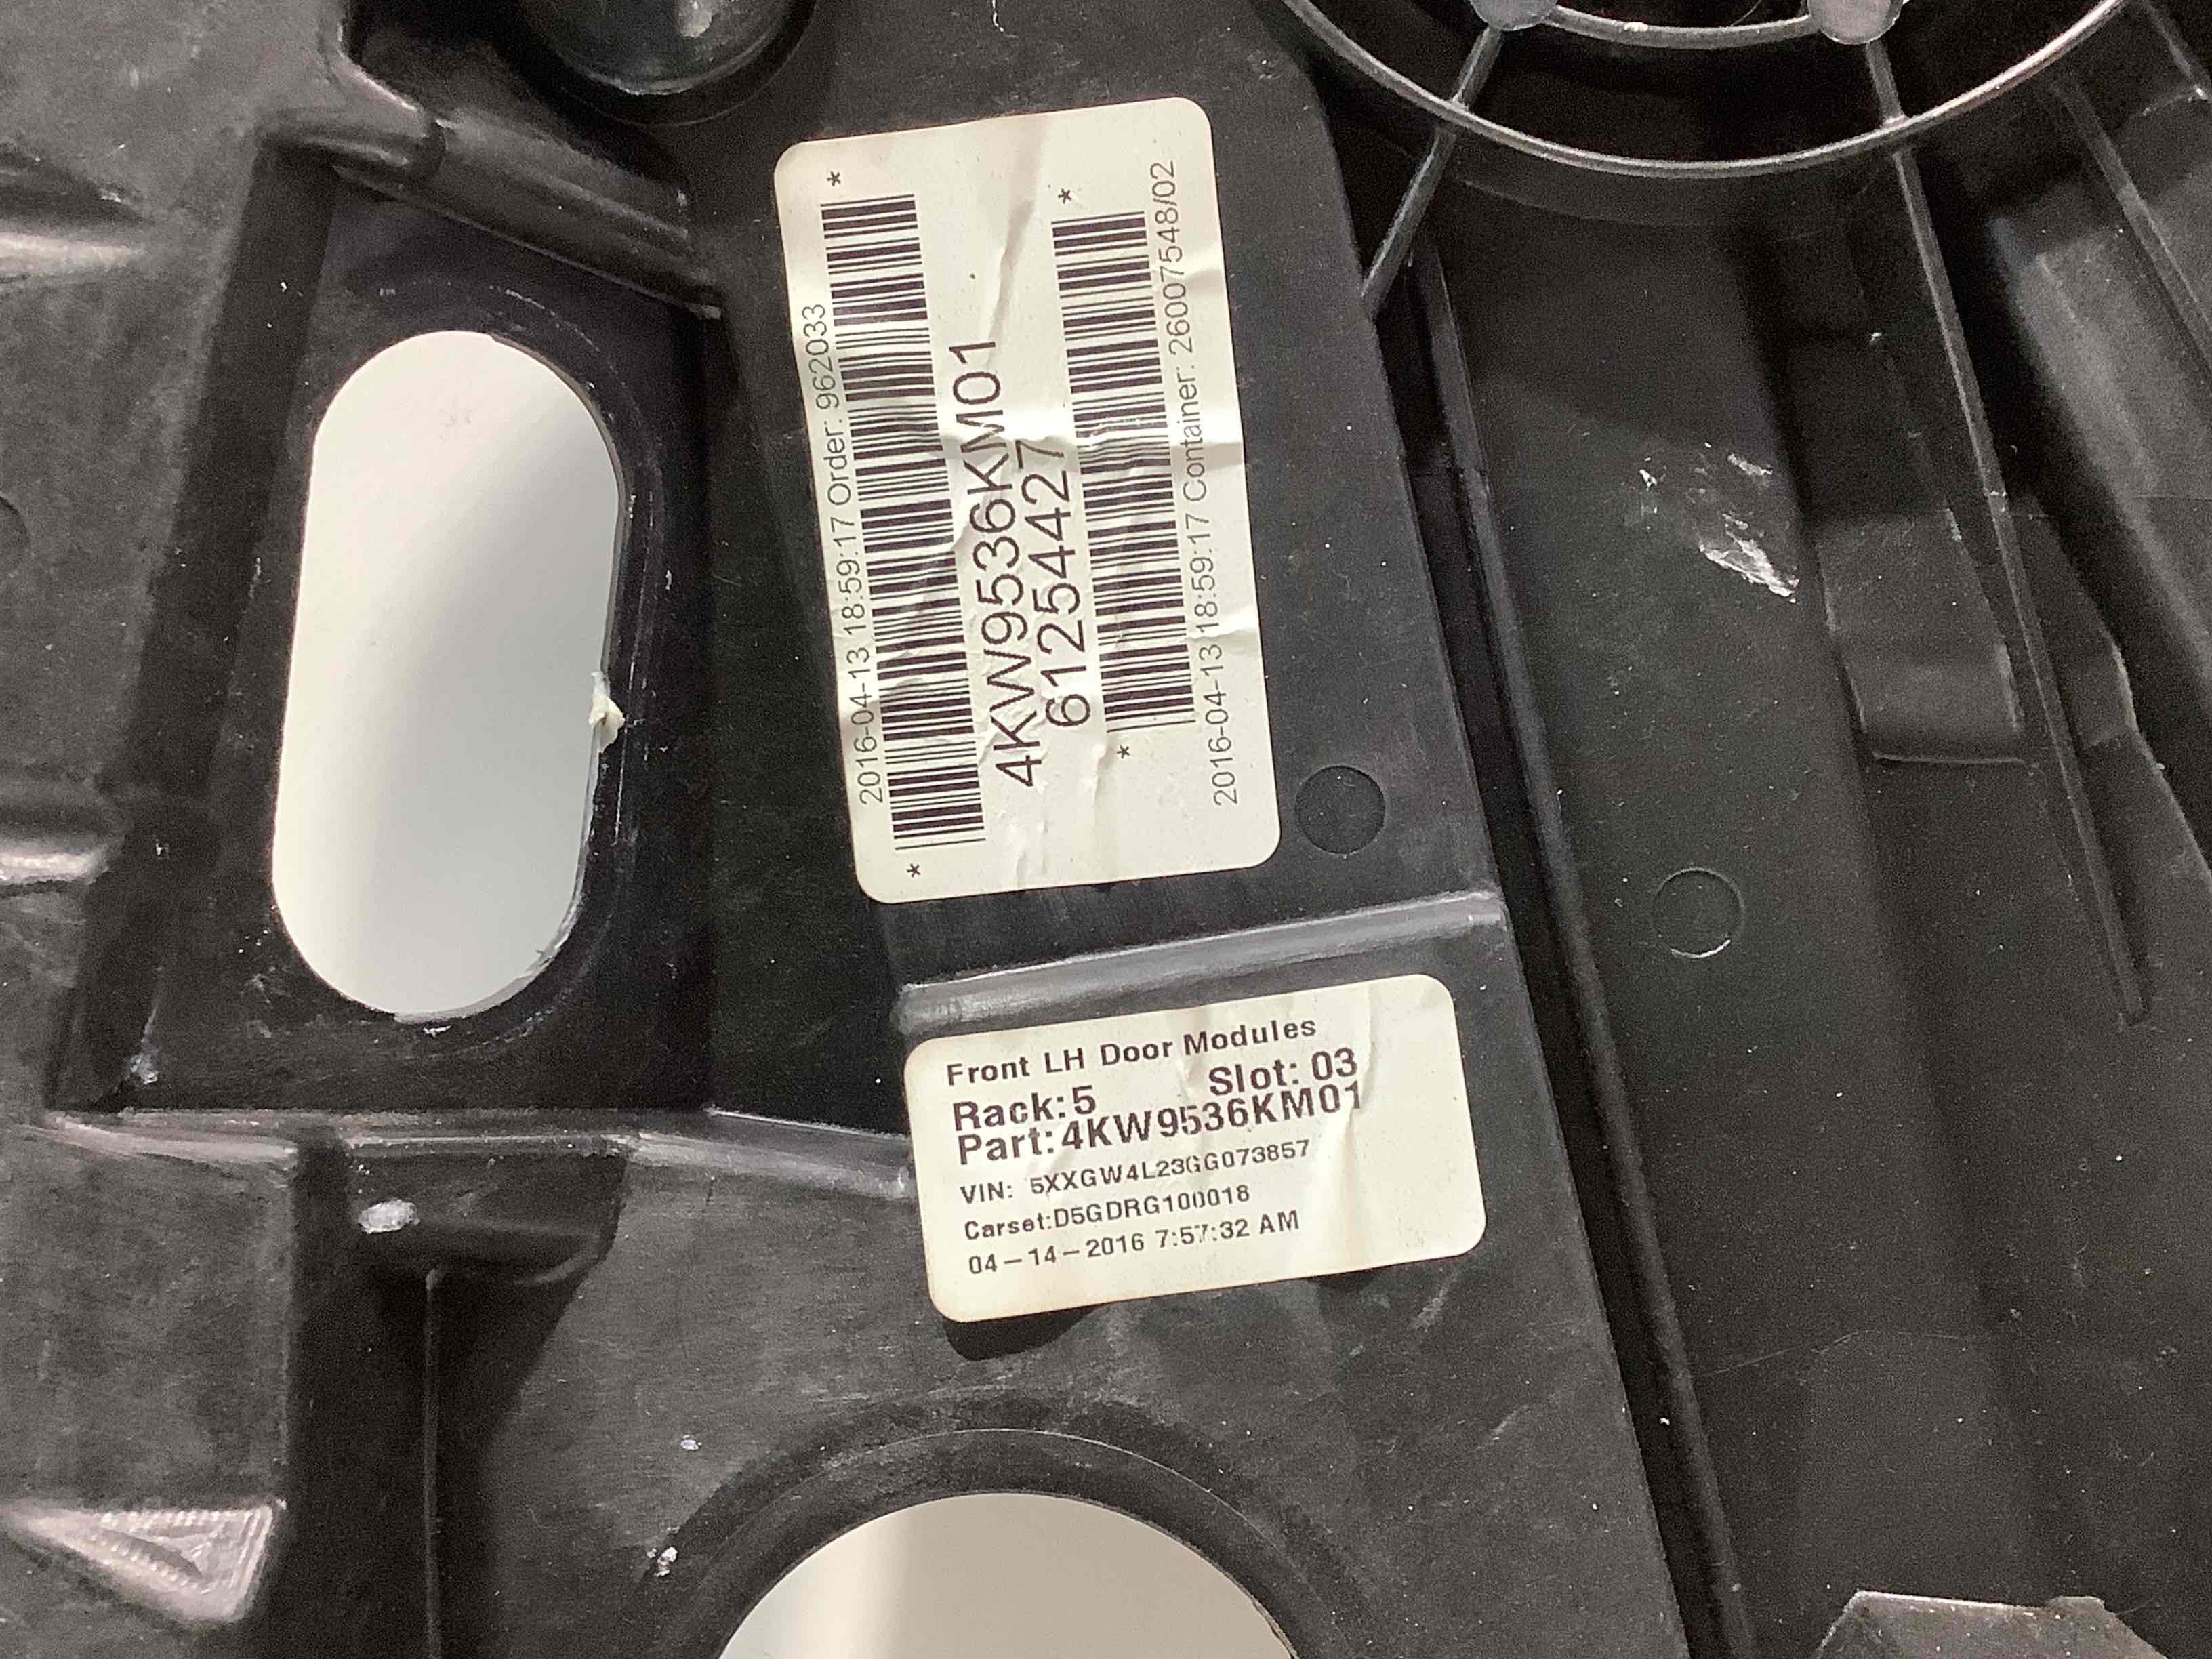 *
*
2016-04-13 18:59:17 Order: 962033
4KW9536KM01
61254427
*
*
2016-04-13 18:59:17 Container: 26007548/02
Front LH Door Modules
Rack:5 Slot: 03
Part:4KW9536KM01
VIN: 5XXGW4L23GG073857
Carset:D5GDRG100018
04-14-2016 7:57:32 AM